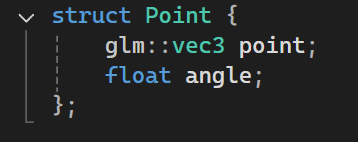 struct Point {
    glm::vec3 point;
    float angle;
};